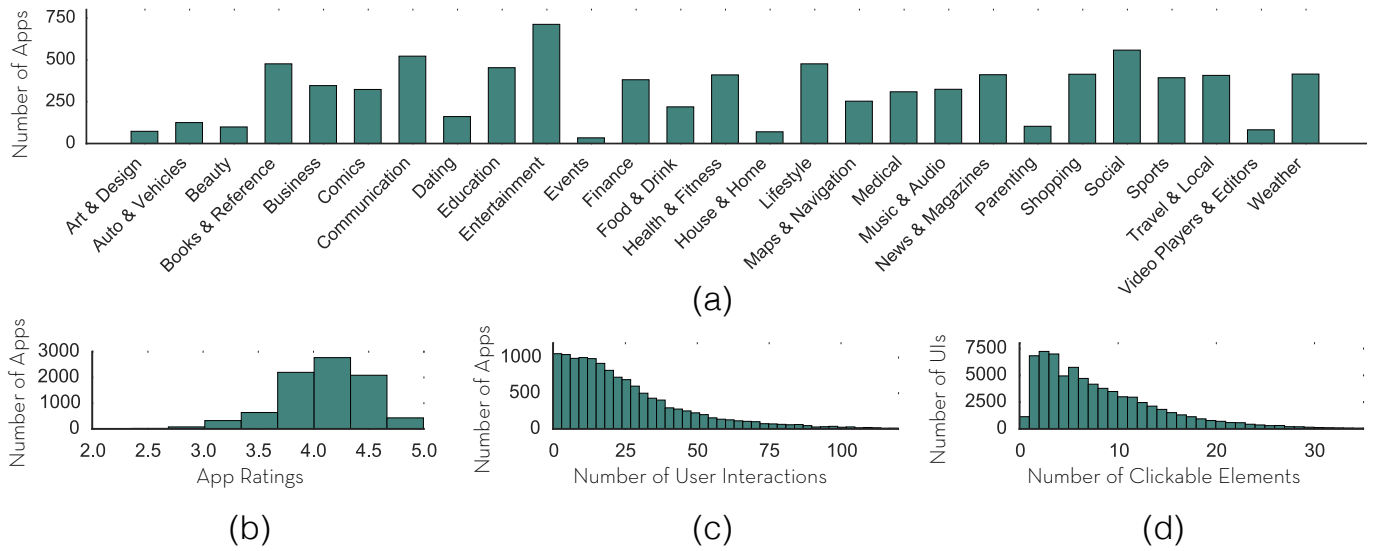 Number of Apps
750
500
250
0
Art & Design
Auto & Vehicles
Beauty
Books & Reference
Business
Comics
Communication
Dating
Education
Entertainment
Events
Finance
Food & Drink
Health & Fitness
House & Home
Lifestyle
Maps & Navigation
Medical
Music & Audio
News & Magazines
Parenting
Shopping
Social
Sports
Travel & Local
Video Players & Editors
Weather
(a)
Number of Apps
3000
2000
1000
0
2.0 2.5 3.0 3.5 4.0 4.5 5.0
App Ratings
(b)
Number of Apps
1000
500
0
0 25 50 75 100
Number of User Interactions
(c)
Number of UIs
7500
5000
2500
0
0 10 20 30
Number of Clickable Elements
(d)